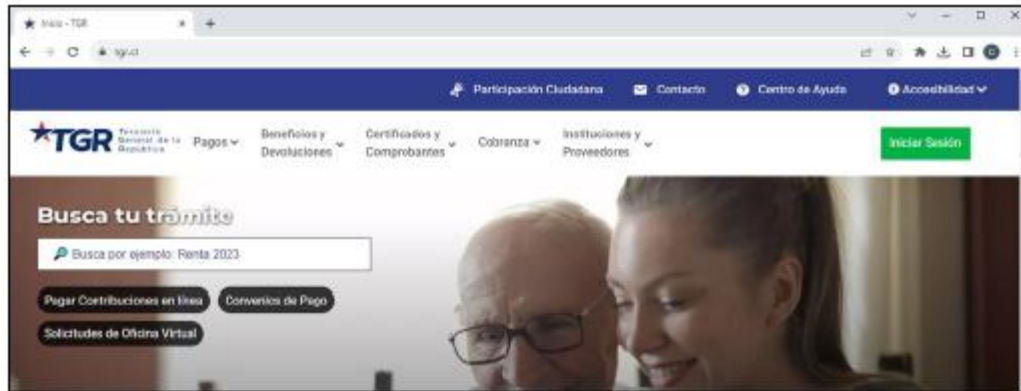 Inicio - TGR
tgr.cl
Participación Ciudadana Contacto Centro de Ayuda Accesibilidad
TGR Tesorería General de la República Pagos Beneficios y Devoluciones Certificados y Comprobantes Cobranza Instituciones y Proveedores Iniciar Sesión
Busca tu trámite
Busca por ejemplo: Renta 2023
Pagar Contribuciones en línea Convenios de Pago
Solicitudes de Oficina Virtual